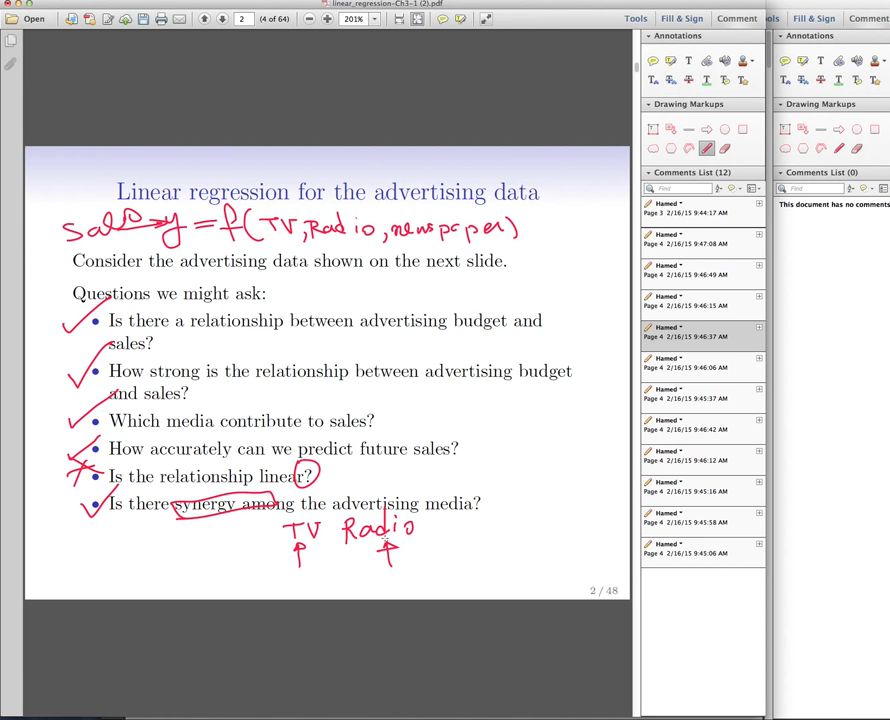 linear_regression-Ch3-1 (2).pdf
Open 2 (4 of 64) 201% Tools Fill & Sign Comment ols Fill & Sign Comment
Annotations
Annotations
Drawing Markups
Drawing Markups
Comments List (12)
Comments List (0)
Find
Find
This document has no comments
Page 3 2/16/15 9:44:17 AM
Hamed
Page 4 2/16/15 9:47:08 AM
Hamed
Page 4 2/16/15 9:46:49 AM
Hamed
Page 4 2/16/15 9:46:15 AM
Hamed
Page 4 2/16/15 9:46:37 AM
Hamed
Page 4 2/16/15 9:46:06 AM
Hamed
Page 4 2/16/15 9:45:37 AM
Hamed
Page 4 2/16/15 9:46:42 AM
Hamed
Page 4 2/16/15 9:46:12 AM
Hamed
Page 4 2/16/15 9:45:16 AM
Hamed
Page 4 2/16/15 9:45:58 AM
Hamed
Page 4 2/16/15 9:45:06 AM
Linear regression for the advertising data
y = f(TV, Radio, newspaper)
Consider the advertising data shown on the next slide.
Questions we might ask:
• Is there a relationship between advertising budget and
sales?
• How strong is the relationship between advertising budget
and sales?
• Which media contribute to sales?
• How accurately can we predict future sales?
• Is the relationship linear?
• Is there synergy among the advertising media?
TV Radio
2 / 48